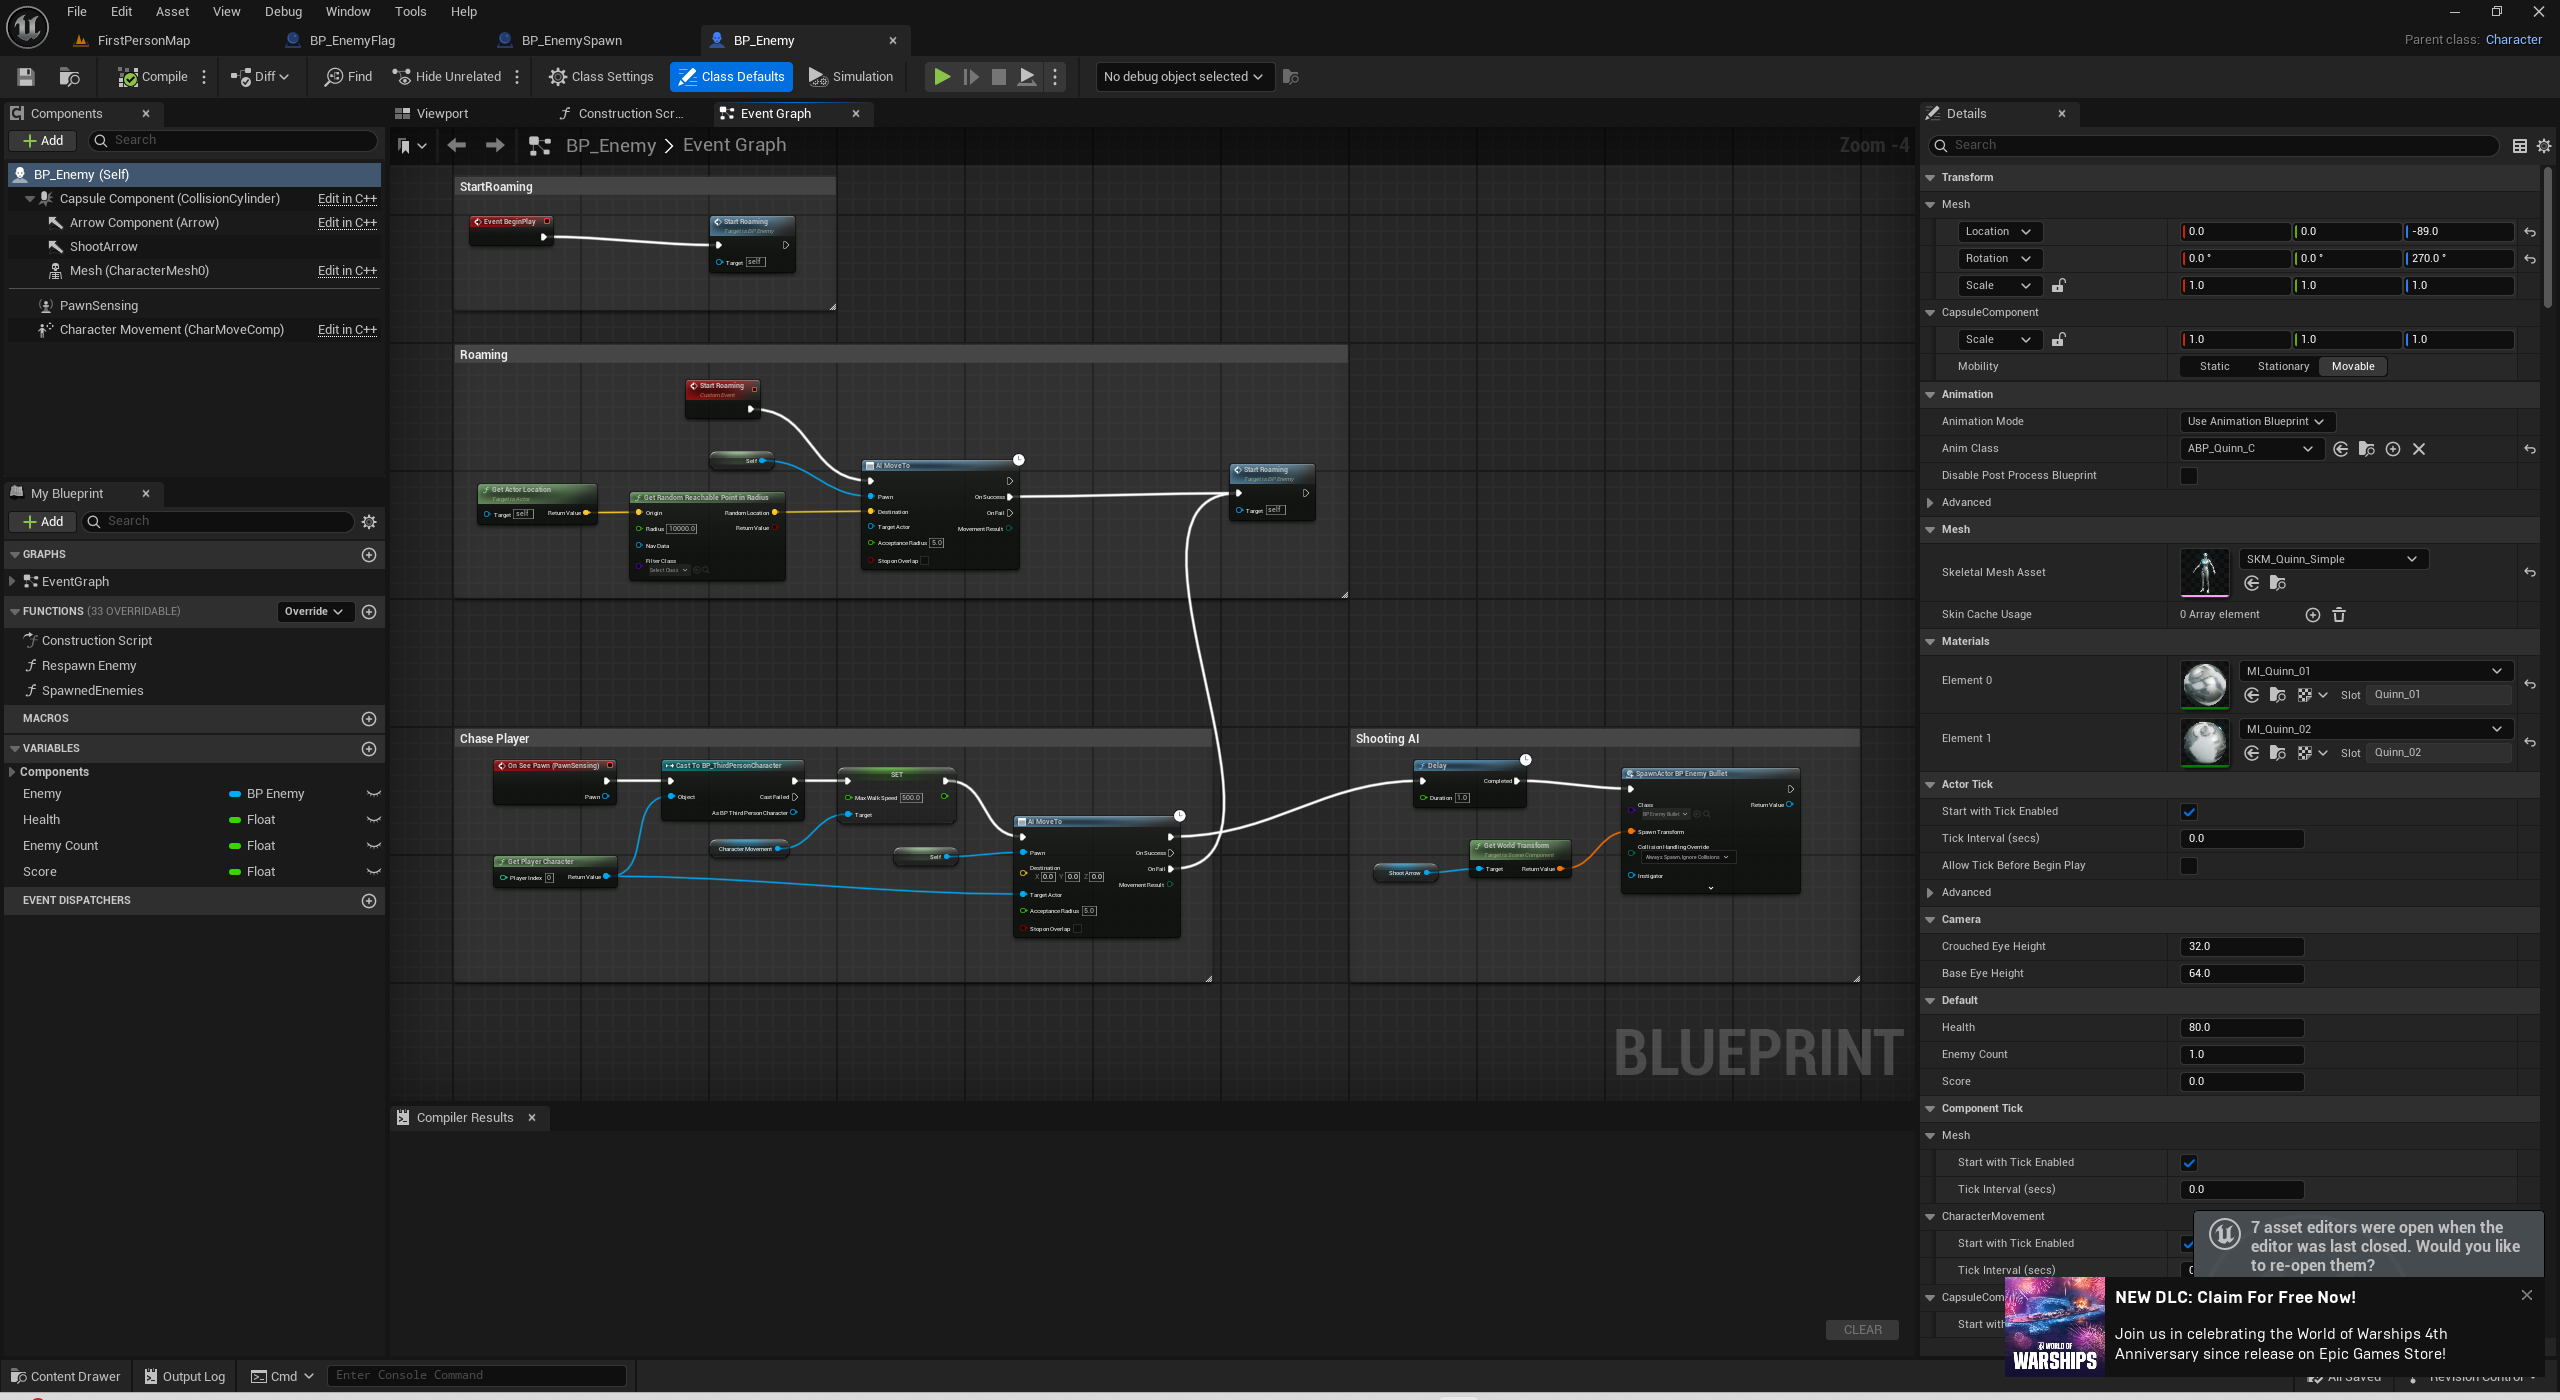 File Edit Asset View Debug Window Tools Help
FirstPersonMap BP_EnemyFlag BP_EnemySpawn BP_Enemy
Parent class: Character
Compile Diff Find Hide Unrelated Class Settings Class Defaults Simulation No debug object selected
Components
Add Search
BP_Enemy (Self)
Capsule Component (CollisionCylinder) Edit in C++
Arrow Component (Arrow) Edit in C++
ShootArrow
Mesh (CharacterMesh0) Edit in C++
PawnSensing
Character Movement (CharMoveComp) Edit in C++
My Blueprint
Add Search
GRAPHS
EventGraph
FUNCTIONS (33 OVERRIDABLE) Override
Construction Script
Respawn Enemy
SpawnedEnemies
MACROS
VARIABLES
Components
Enemy BP Enemy
Health Float
Enemy Count Float
Score Float
EVENT DISPATCHERS
Viewport Construction Scr... Event Graph
BP_Enemy > Event Graph
Zoom -4
StartRoaming
Event BeginPlay
Start Roaming
Target is BP Enemy
Target self
Roaming
Start Roaming
Custom Event
Self
Get Actor Location
Target is Actor
Target self Return Value
Get Random Reachable Point in Radius
Origin Random Location
Radius 10000.0 Return Value
Nav Data
Filter Class
Select Class
AI MoveTo
Pawn On Success
Destination On Fail
Target Actor Movement Result
Acceptance Radius 5.0
Stop on Overlap
Start Roaming
Target is BP Enemy
Target self
Chase Player
On See Pawn (PawnSensing)
Pawn
Cast To BP_ThirdPersonCharacter
Object Cast Failed
As BP Third Person Character
SET
Max Walk Speed 500.0
Target
Character Movement
Get Player Character
Player Index 0 Return Value
Self
AI MoveTo
Pawn On Success
Destination On Fail
X 0.0 Y 0.0 Z 0.0
Movement Result
Target Actor
Acceptance Radius 5.0
Stop on Overlap
Shooting AI
Delay
Completed
Duration 1.0
Shoot Arrow
Get World Transform
Target is Scene Component
Target Return Value
SpawnActor BP Enemy Bullet
Class Return Value
BP Enemy Bullet
Spawn Transform
Collision Handling Override
Always Spawn, Ignore Collisions
Instigator
BLUEPRINT
Compiler Results
CLEAR
Details
Search
Transform
Mesh
Location 0.0 0.0 -89.0
Rotation 0.0 ° 0.0 ° 270.0 °
Scale 1.0 1.0 1.0
CapsuleComponent
Scale 1.0 1.0 1.0
Mobility Static Stationary Movable
Animation
Animation Mode Use Animation Blueprint
Anim Class ABP_Quinn_C
Disable Post Process Blueprint
Advanced
Mesh
Skeletal Mesh Asset SKM_Quinn_Simple
Skin Cache Usage 0 Array element
Materials
Element 0 MI_Quinn_01
Slot Quinn_01
Element 1 MI_Quinn_02
Slot Quinn_02
Actor Tick
Start with Tick Enabled
Tick Interval (secs) 0.0
Allow Tick Before Begin Play
Advanced
Camera
Crouched Eye Height 32.0
Base Eye Height 64.0
Default
Health 80.0
Enemy Count 1.0
Score 0.0
Component Tick
Mesh
Start with Tick Enabled
Tick Interval (secs) 0.0
CharacterMovement
Start with Tick Enabled
Tick Interval (secs)
CapsuleCom
Start with
7 asset editors were open when the
editor was last closed. Would you like
to re-open them?
NEW DLC: Claim For Free Now!
Join us in celebrating the World of Warships 4th
Anniversary since release on Epic Games Store!
WORLD OF
WARSHIPS
Content Drawer Output Log Cmd Enter Console Command
All Saved Revision Control